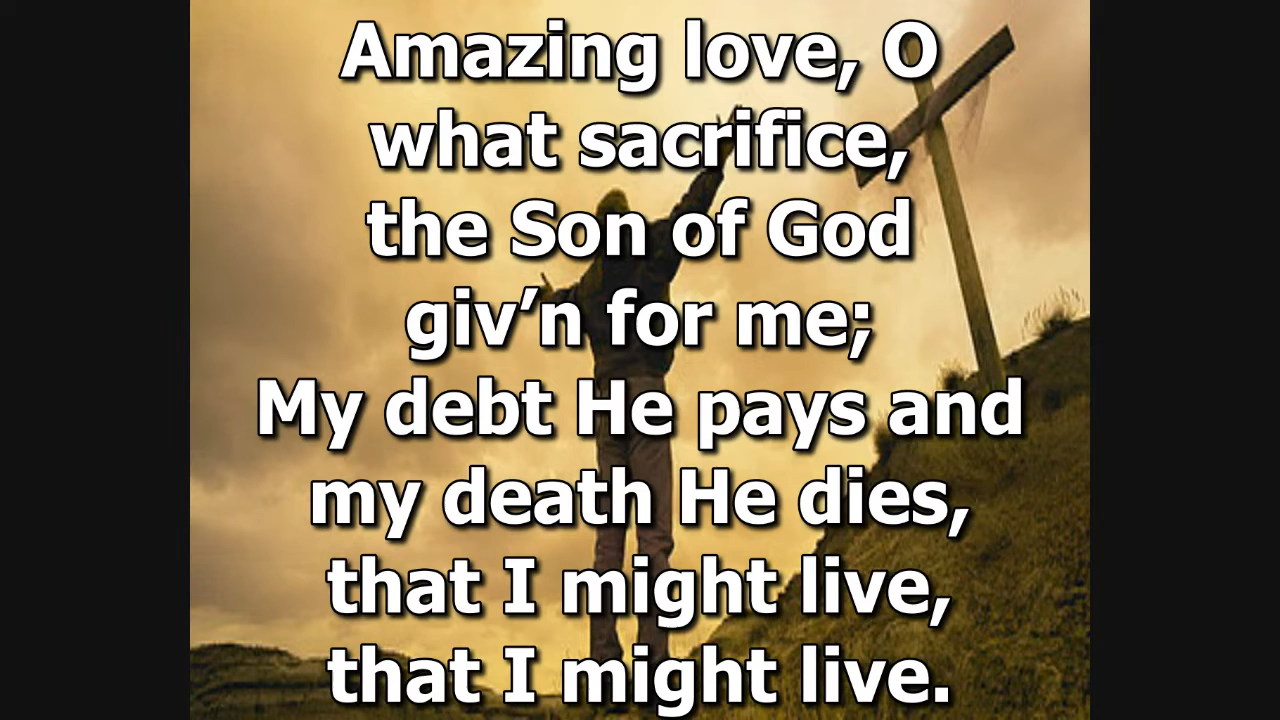 Amazing love, O
what sacrifice,
the Son of God
giv’n for me;
My debt He pays and
my death He dies,
that I might live,
that I might live.